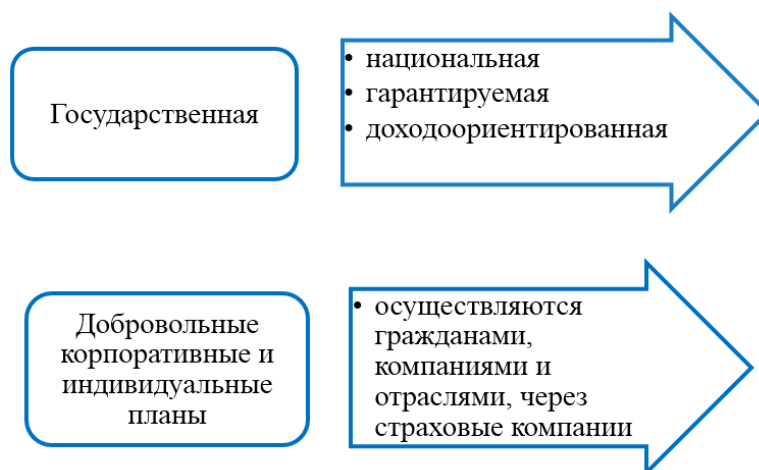 Государственная
• национальная
• гарантируемая
• доходоориентированная
Добровольные
корпоративные и
индивидуальные
планы
• осуществляются
гражданами,
компаниями и
отраслями, через
страховые компании